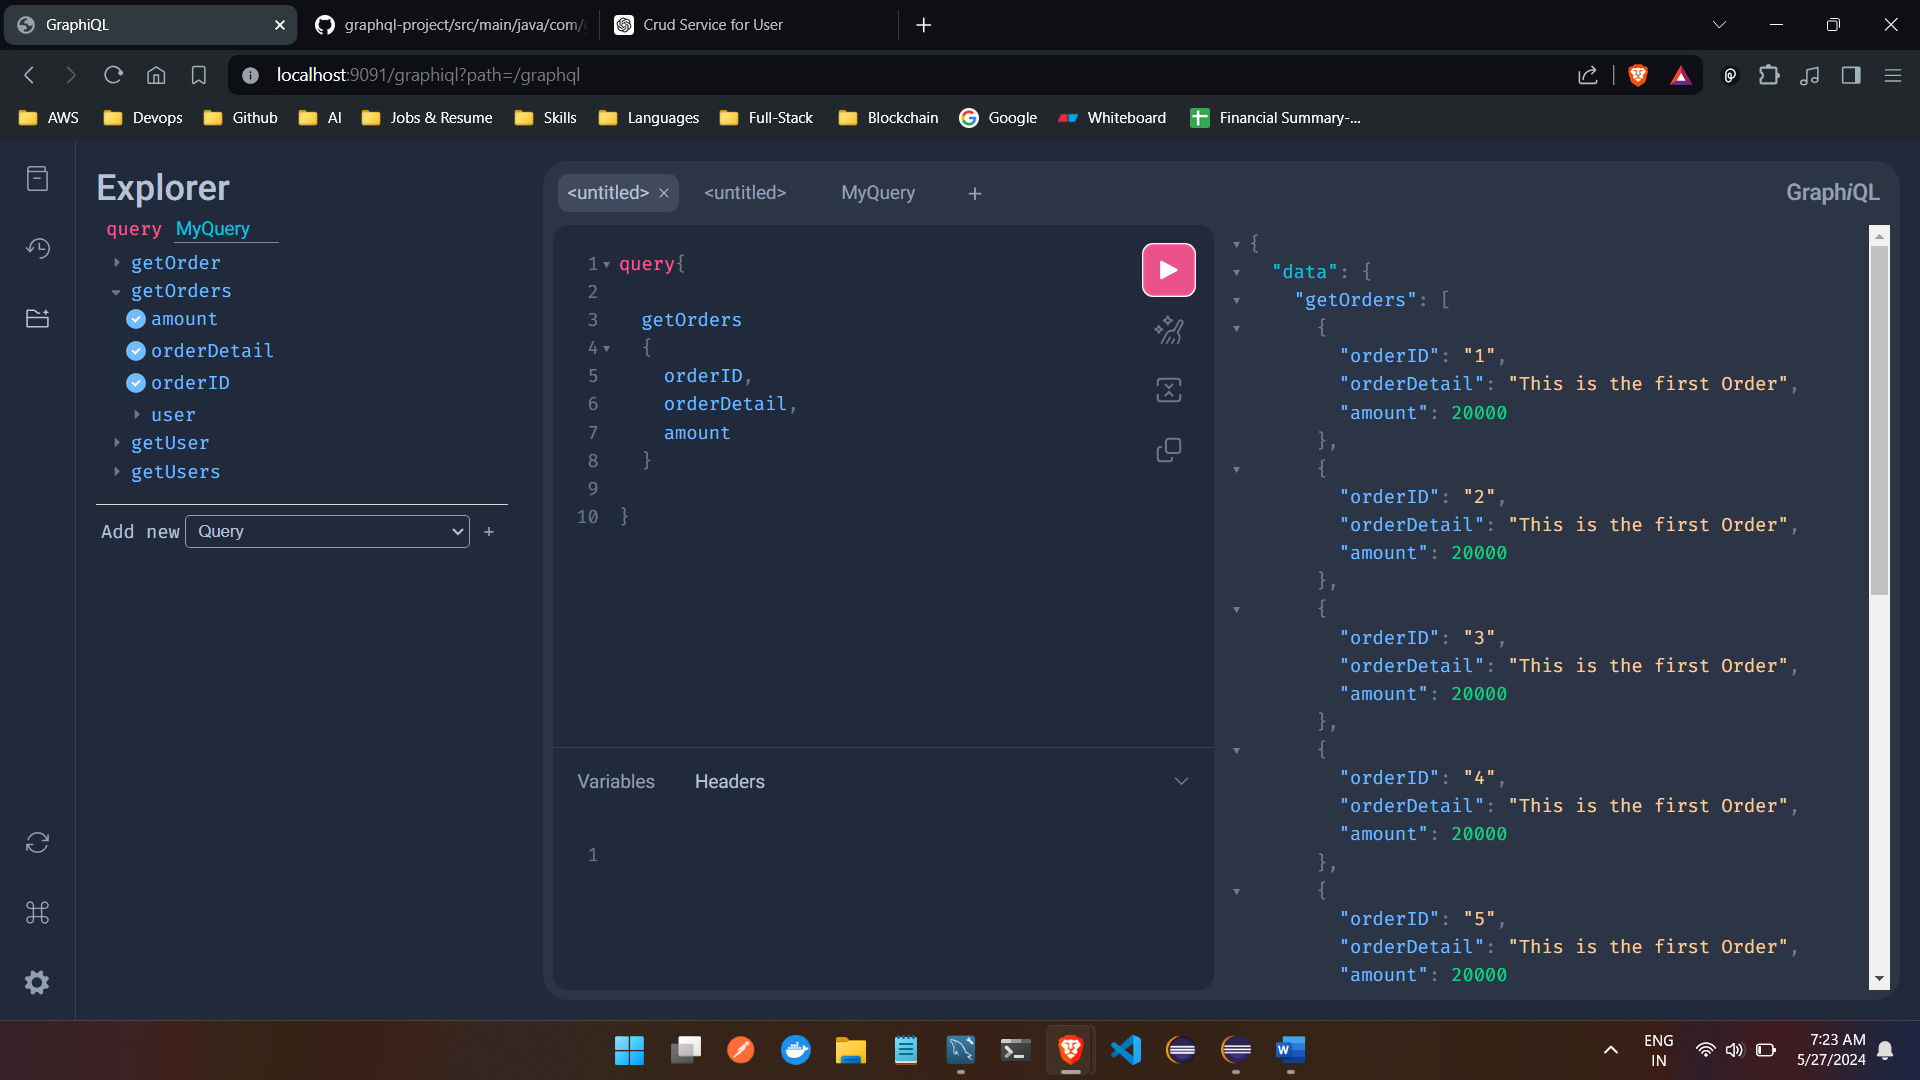 GraphiQL
graphql-project/src/main/java/com/
Crud Service for User
localhost:9091/graphiql?path=/graphql
AWS
Devops
Github
AI
Jobs & Resume
Skills
Languages
Full-Stack
Blockchain
Google
Whiteboard
Financial Summary-...
Explorer
query MyQuery
getOrder
getOrders
amount
orderDetail
orderID
user
getUser
getUsers
Add new Query +
<untitled>
<untitled>
MyQuery
+
GraphiQL
1 query{
2
3 getOrders
4 {
5 orderID,
6 orderDetail,
7 amount
8 }
9
10 }
Variables Headers
1
{
"data": {
"getOrders": [
{
"orderID": "1",
"orderDetail": "This is the first Order",
"amount": 20000
},
{
"orderID": "2",
"orderDetail": "This is the first Order",
"amount": 20000
},
{
"orderID": "3",
"orderDetail": "This is the first Order",
"amount": 20000
},
{
"orderID": "4",
"orderDetail": "This is the first Order",
"amount": 20000
},
{
"orderID": "5",
"orderDetail": "This is the first Order",
"amount": 20000
ENG
IN
7:23 AM
5/27/2024